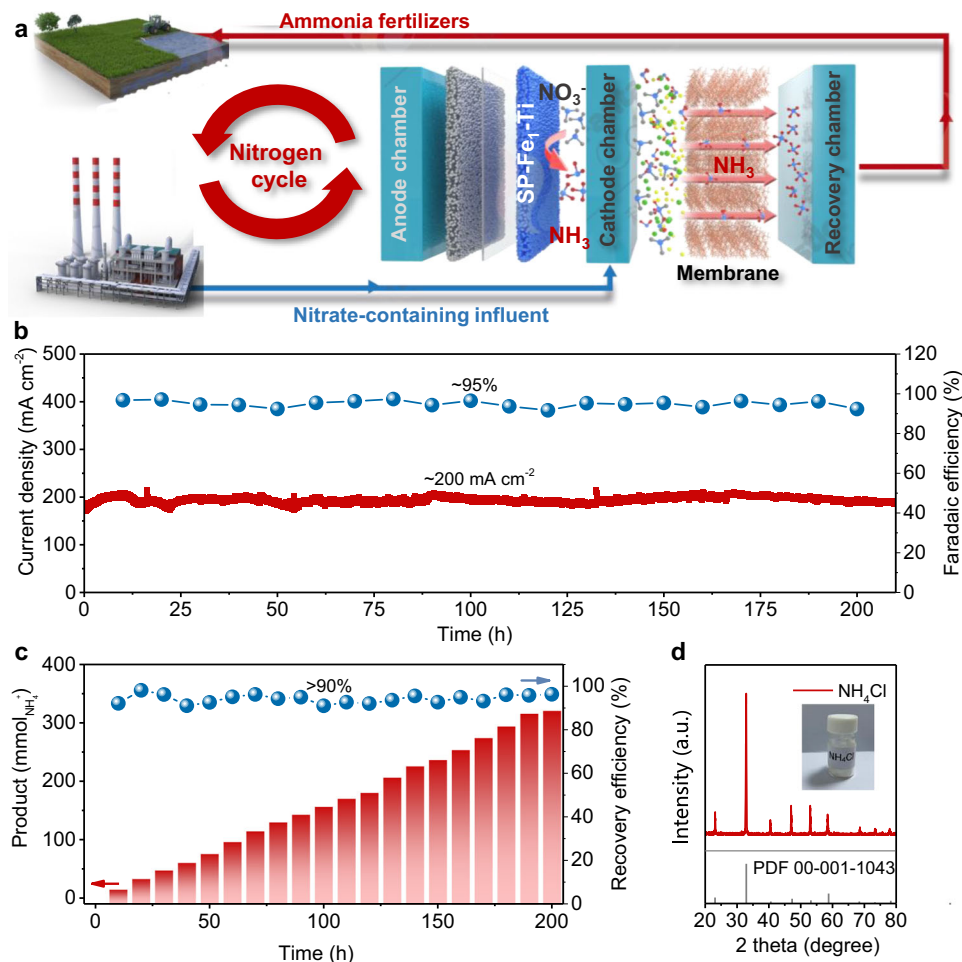 a
Ammonia fertilizers
Nitrogen
cycle
Anode chamber
SP-Fe₁-Ti
NO₃⁻
NH₃
Cathode chamber
NH₃
Membrane
Recovery chamber
Nitrate-containing influent
b
Current density (mA cm⁻²)
500
400
300
200
100
0
~95%
~200 mA cm⁻²
120
100
80
60
40
20
0
Faradaic efficiency (%)
0 25 50 75 100 125 150 175 200
Time (h)
c
Product (mmol NH₄⁺)
400
300
200
100
0
>90%
100
80
60
40
20
0
Recovery efficiency (%)
0 50 100 150 200
Time (h)
d
Intensity (a.u.)
NH₄Cl
NH₄Cl
PDF 00-001-1043
20 30 40 50 60 70 80
2 theta (degree)